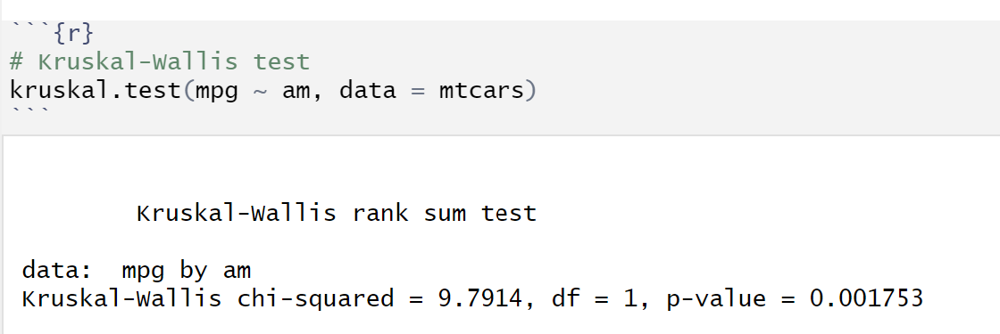 ```{r}
# Kruskal-Wallis test
kruskal.test(mpg ~ am, data = mtcars)
```
Kruskal-Wallis rank sum test
data:  mpg by am
Kruskal-Wallis chi-squared = 9.7914, df = 1, p-value = 0.001753